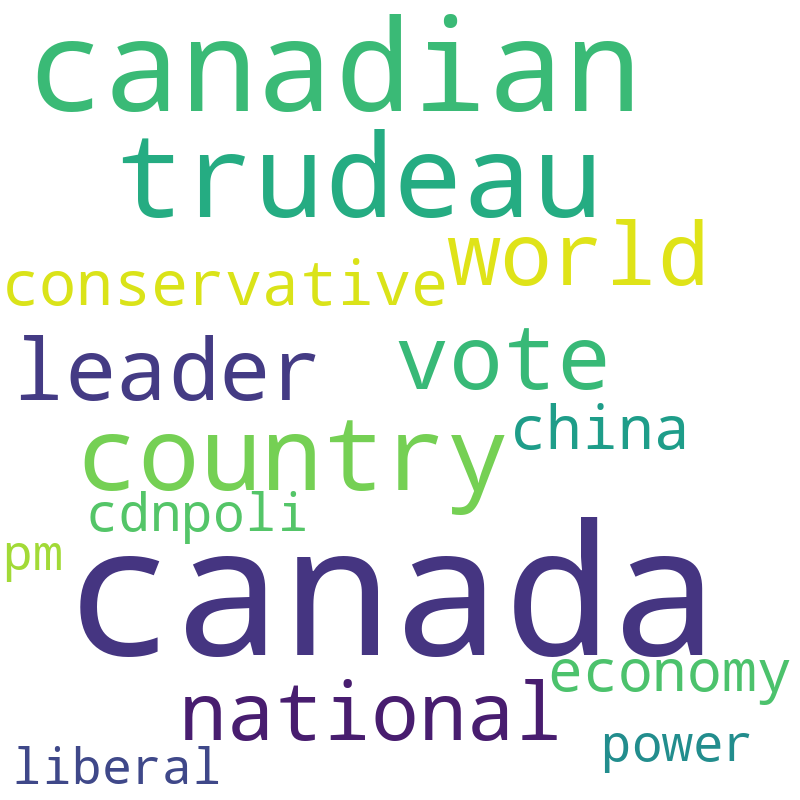 canadian
trudeau
world
conservative
leader
vote
country
china
cdnpoli
pm
canada
economy
national
power
liberal